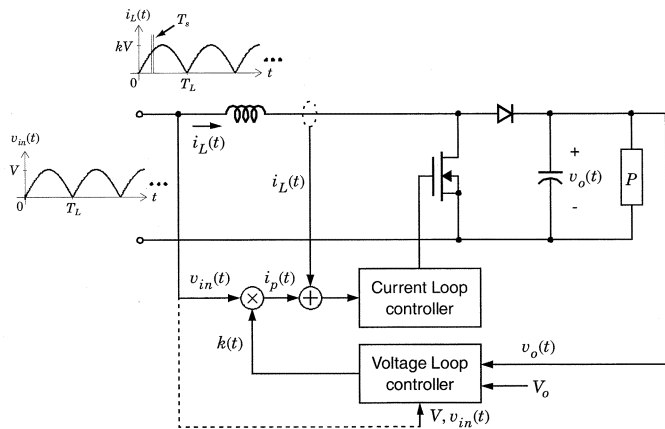 i_L(t)
T_s
kV
0
T_L
t
v_in(t)
V
0
T_L
t
i_L(t)
i_L(t)
+
v_o(t)
-
P
v_in(t)
×
i_p(t)
+
Current Loop
controller
k(t)
Voltage Loop
controller
v_o(t)
V_o
V, v_in(t)